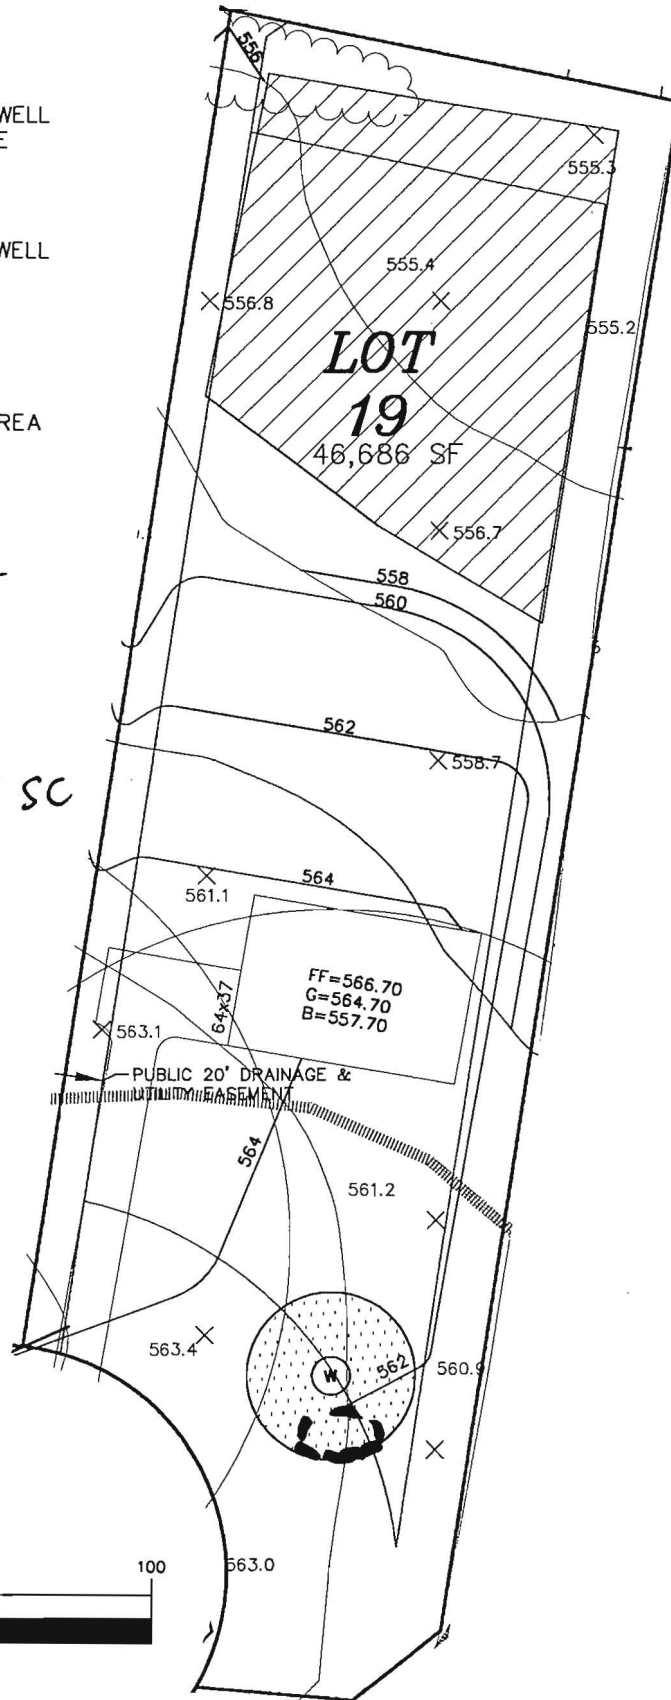 556
WELL
E
555.3
WELL
555.4
556.8
555.2
LOT
19
REA
46,686 SF
556.7
558
560
562
558.7
SC
564
561.1
FF=566.70
G=564.70
B=557.70
64x37
563.1
PUBLIC 20' DRAINAGE &
UTILITY EASEMENT
564
561.2
563.4
562
560.9
W
100
563.0